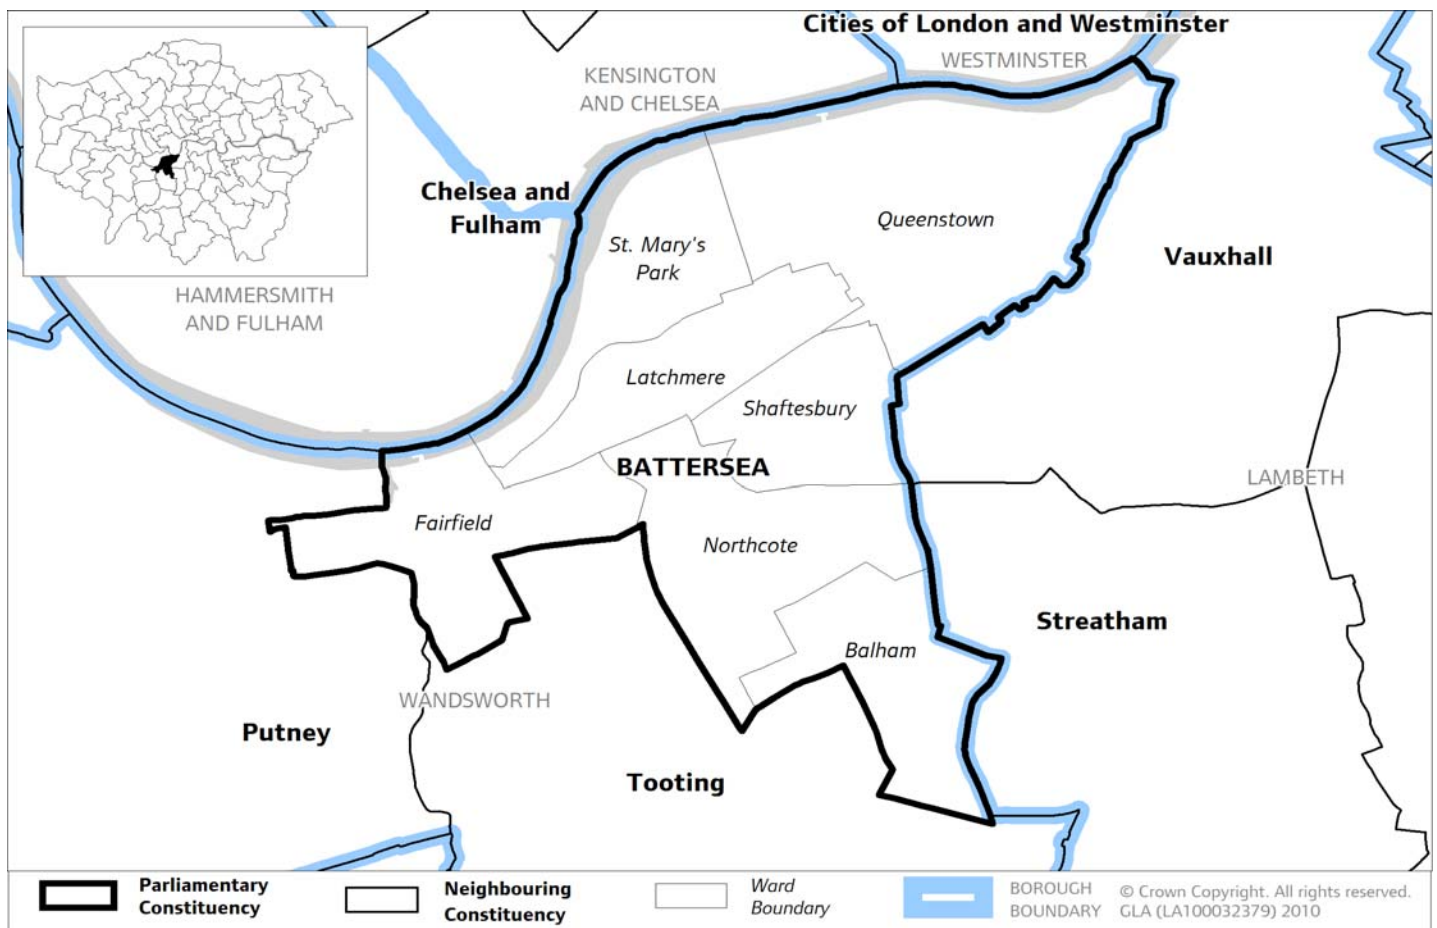 Cities of London and Westminster
WESTMINSTER
KENSINGTON
AND CHELSEA
Chelsea and
Fulham
Queenstown
St. Mary's
Park
Vauxhall
HAMMERSMITH
AND FULHAM
Latchmere
Shaftesbury
BATTERSEA
LAMBETH
Fairfield
Northcote
Streatham
Balham
WANDSWORTH
Putney
Tooting
Parliamentary
Constituency
Neighbouring
Constituency
Ward
Boundary
BOROUGH
BOUNDARY
© Crown Copyright. All rights reserved.
GLA (LA100032379) 2010